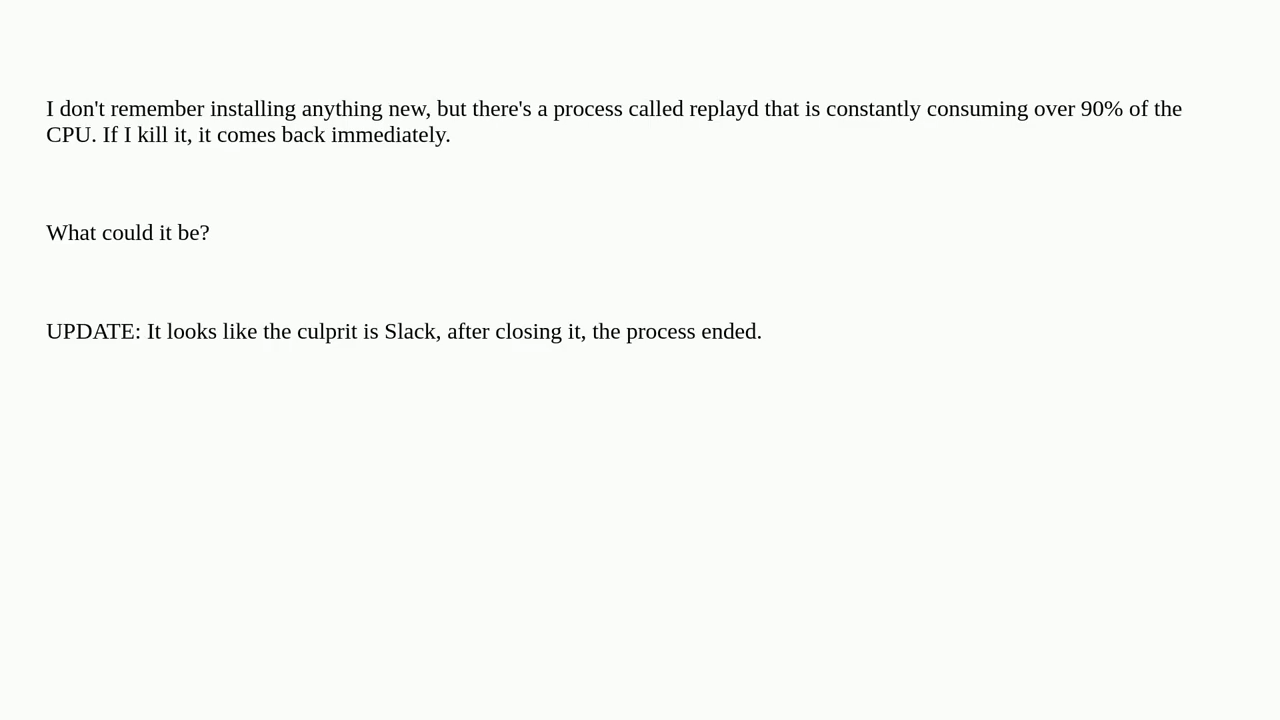 I don't remember installing anything new, but there's a process called replayd that is constantly consuming over 90% of the
CPU. If I kill it, it comes back immediately.
What could it be?
UPDATE: It looks like the culprit is Slack, after closing it, the process ended.